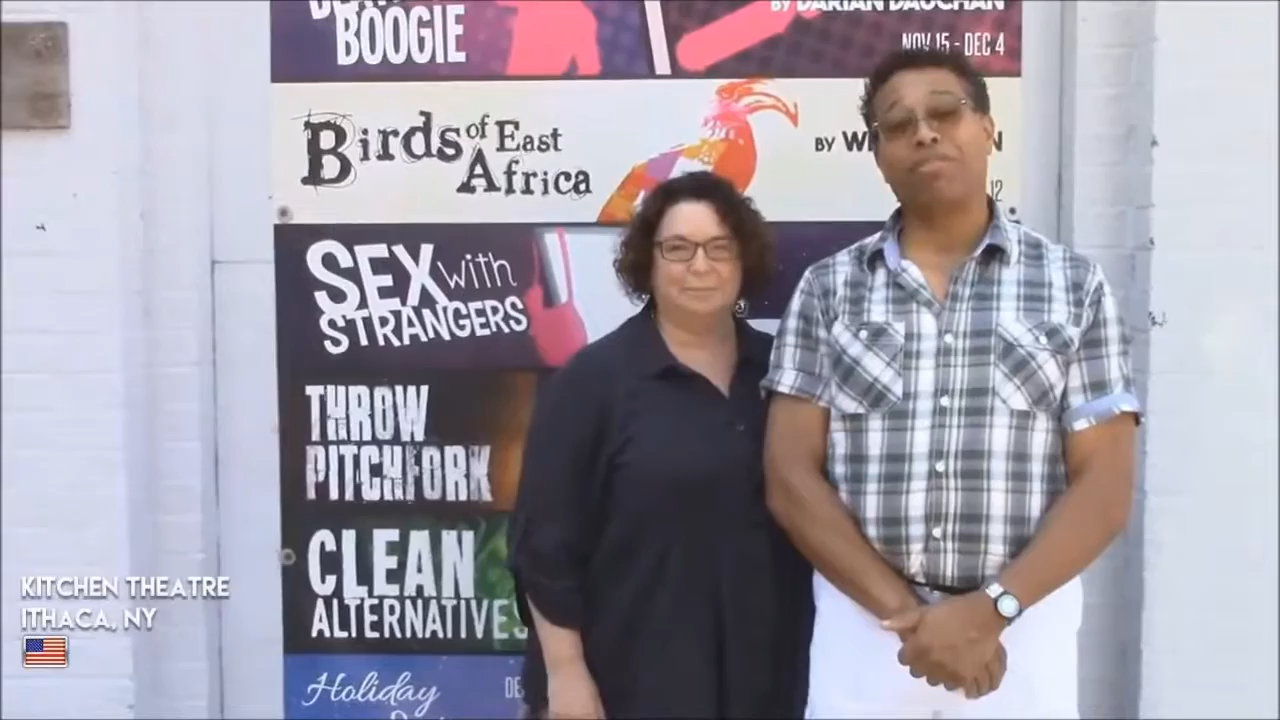 BOOGIE
BY DARIAN DAUCHAN
NOV 15 - DEC 4
Birds of East
Africa
BY
SEX with
STRANGERS
THROW
PITCHFORK
CLEAN
ALTERNATIVES
Holiday
KITCHEN THEATRE
ITHACA, NY